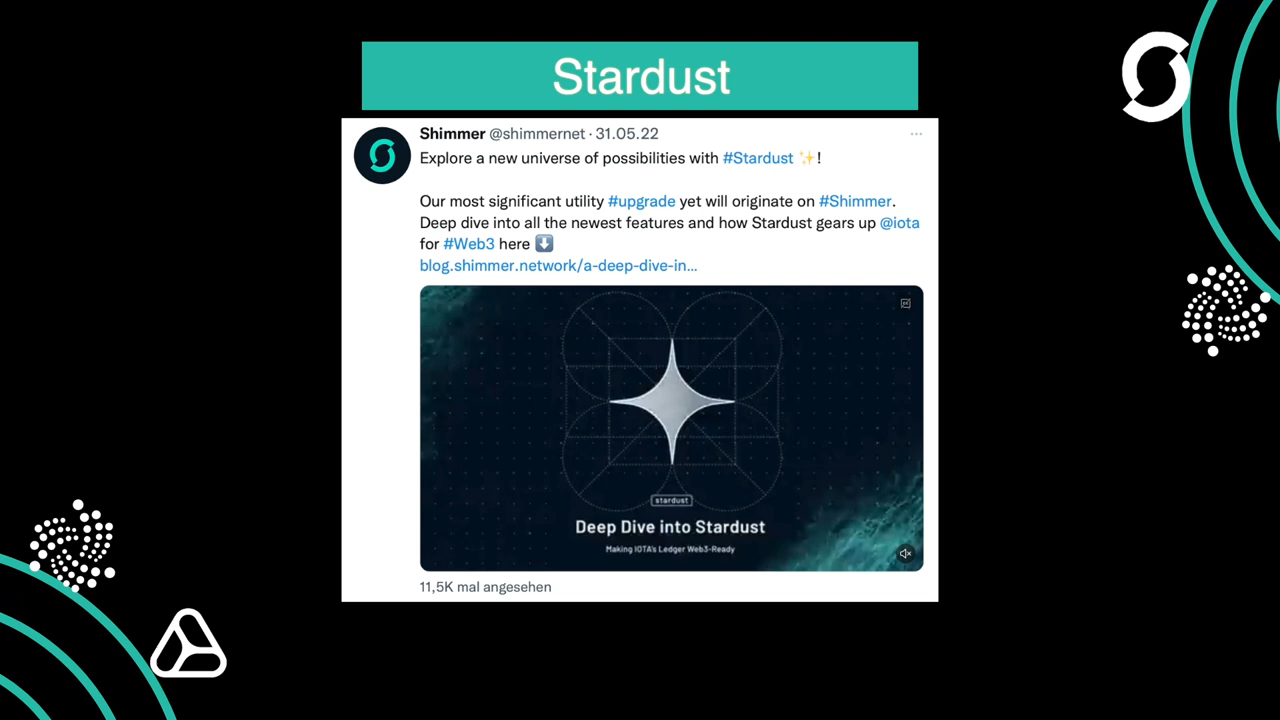 Stardust
Shimmer @shimmernet · 31.05.22
Explore a new universe of possibilities with #Stardust ✨!
Our most significant utility #upgrade yet will originate on #Shimmer.
Deep dive into all the newest features and how Stardust gears up @iota
for #Web3 here ⬇️
blog.shimmer.network/a-deep-dive-in...
stardust
Deep Dive into Stardust
Making IOTA's Ledger Web3-Ready
11,5K mal angesehen